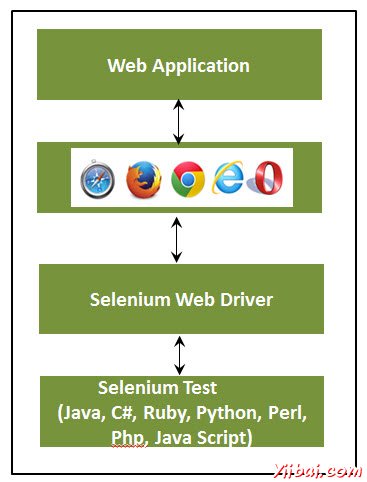 Web Application
Selenium Web Driver
Selenium Test
(Java, C#, Ruby, Python, Perl,
Php, Java Script)
Yiibai.com